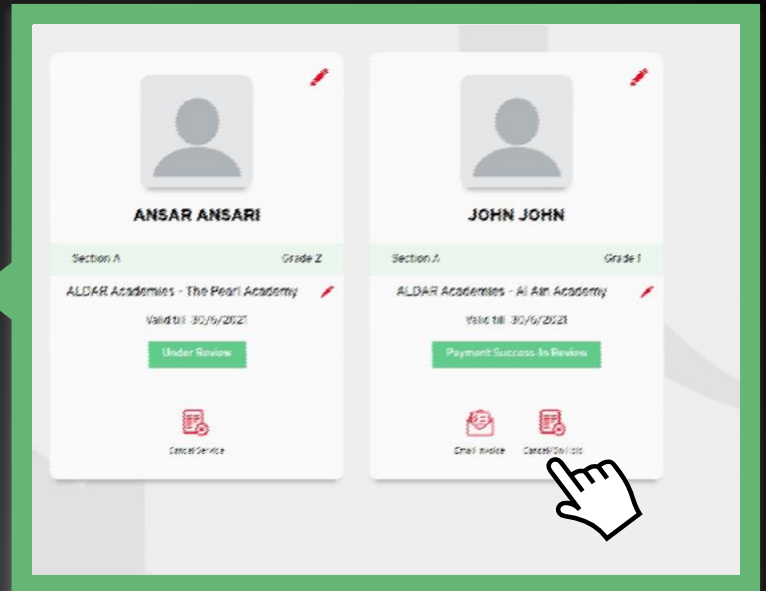 ANSAR ANSARI
Section A
Grade 2
ALDAR Academies - The Pearl Academy
Valid till 30/6/2021
Under Review
Cancel Service
JOHN JOHN
Section A
Grade
ALDAR Academies - Al Ain Academy
Valid till 30/6/2021
Payment Success-In Review
Email Invoice